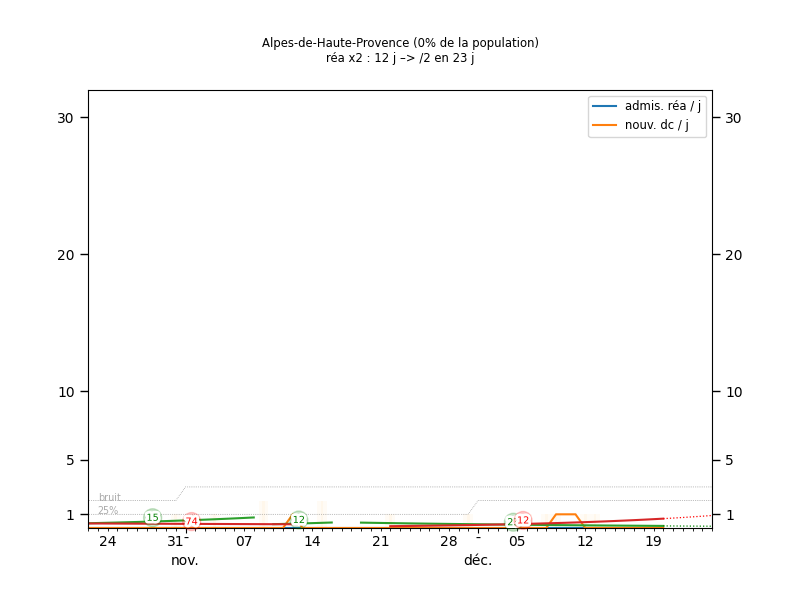 Alpes-de-Haute-Provence (0% de la population)
réa x2 : 12 j –> /2 en 23 j
admis. réa / j
nouv. dc / j
30 30
20 20
10 10
5 5
bruit
25%
15 74 12 12
1 1
24 31- 07 14 21 28 - 05 12 19
nov. déc.